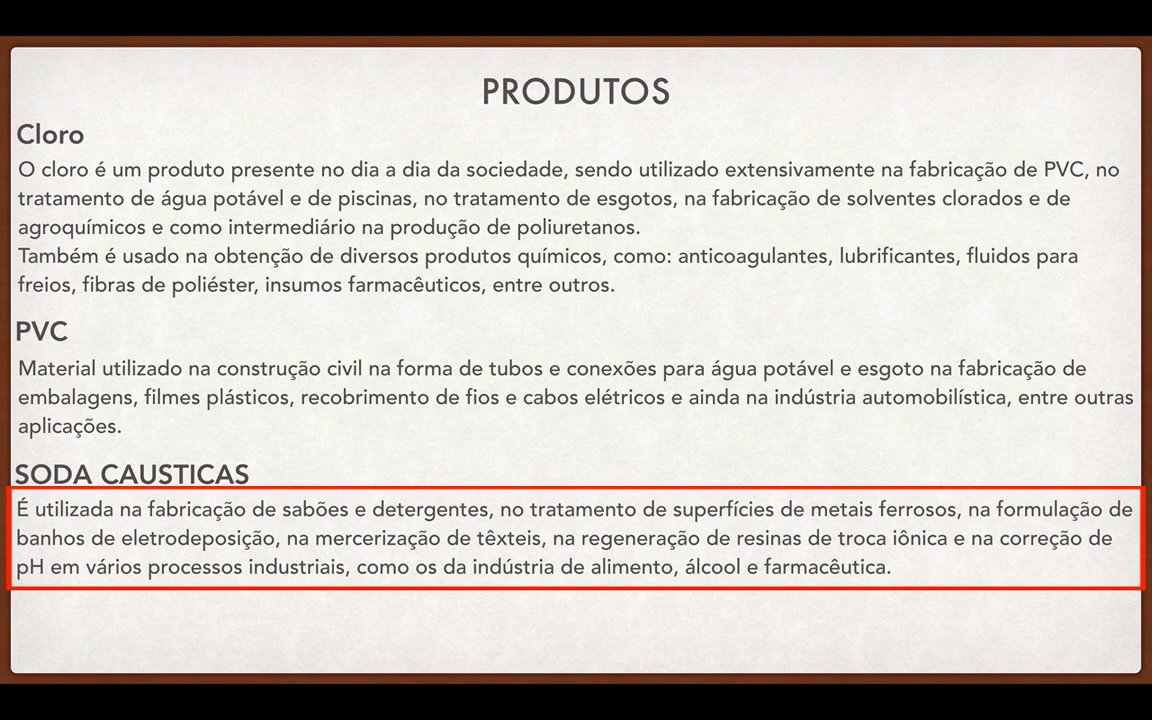 PRODUTOS
Cloro
O cloro é um produto presente no dia a dia da sociedade, sendo utilizado extensivamente na fabricação de PVC, no
tratamento de água potável e de piscinas, no tratamento de esgotos, na fabricação de solventes clorados e de
agroquímicos e como intermediário na produção de poliuretanos.
Também é usado na obtenção de diversos produtos químicos, como: anticoagulantes, lubrificantes, fluidos para
freios, fibras de poliéster, insumos farmacêuticos, entre outros.
PVC
Material utilizado na construção civil na forma de tubos e conexões para água potável e esgoto na fabricação de
embalagens, filmes plásticos, recobrimento de fios e cabos elétricos e ainda na indústria automobilística, entre outras
aplicações.
SODA CAUSTICAS
É utilizada na fabricação de sabões e detergentes, no tratamento de superfícies de metais ferrosos, na formulação de
banhos de eletrodeposição, na mercerização de têxteis, na regeneração de resinas de troca iônica e na correção de
pH em vários processos industriais, como os da indústria de alimento, álcool e farmacêutica.